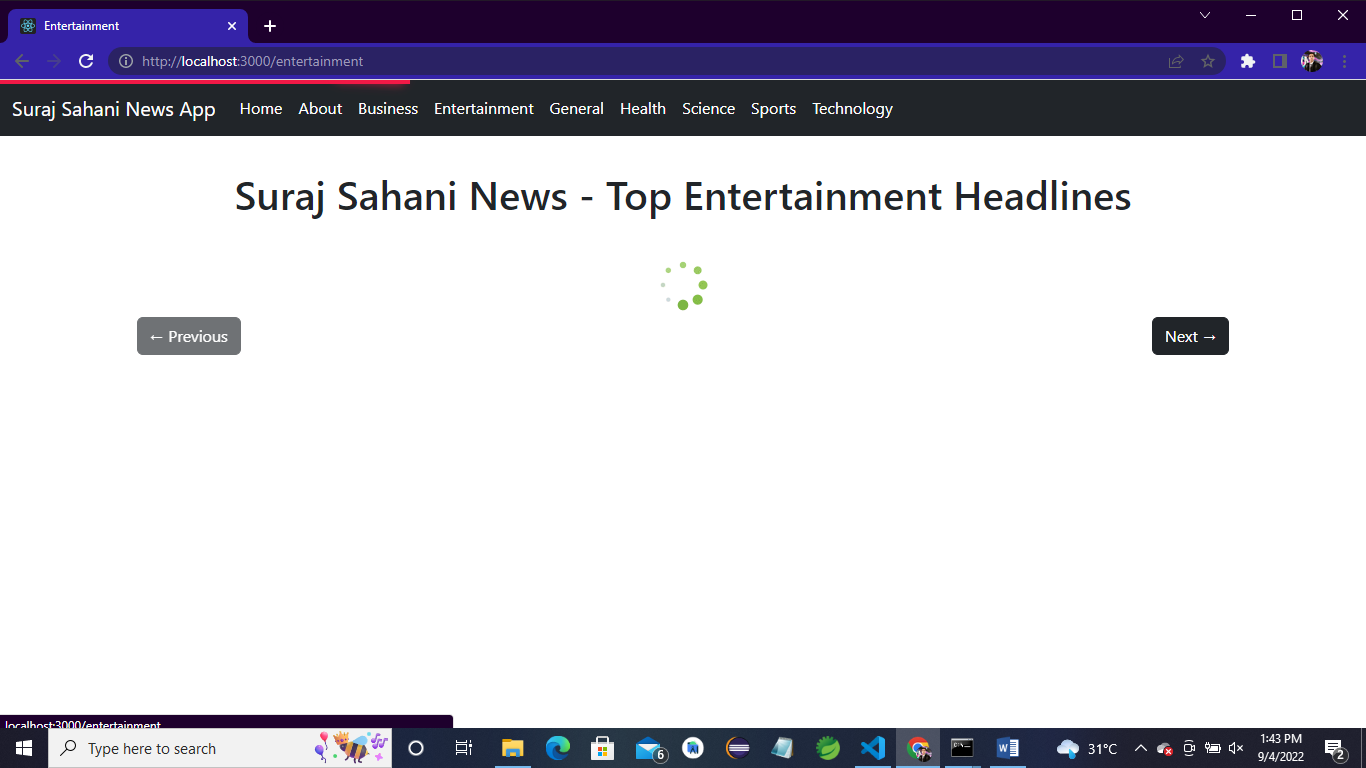 Entertainment
http://localhost:3000/entertainment
Suraj Sahani News App Home About Business Entertainment General Health Science Sports Technology
Suraj Sahani News - Top Entertainment Headlines
← Previous Next →
localhost:3000/entertainment
Type here to search 6 31°C 1:43 PM
9/4/2022 2